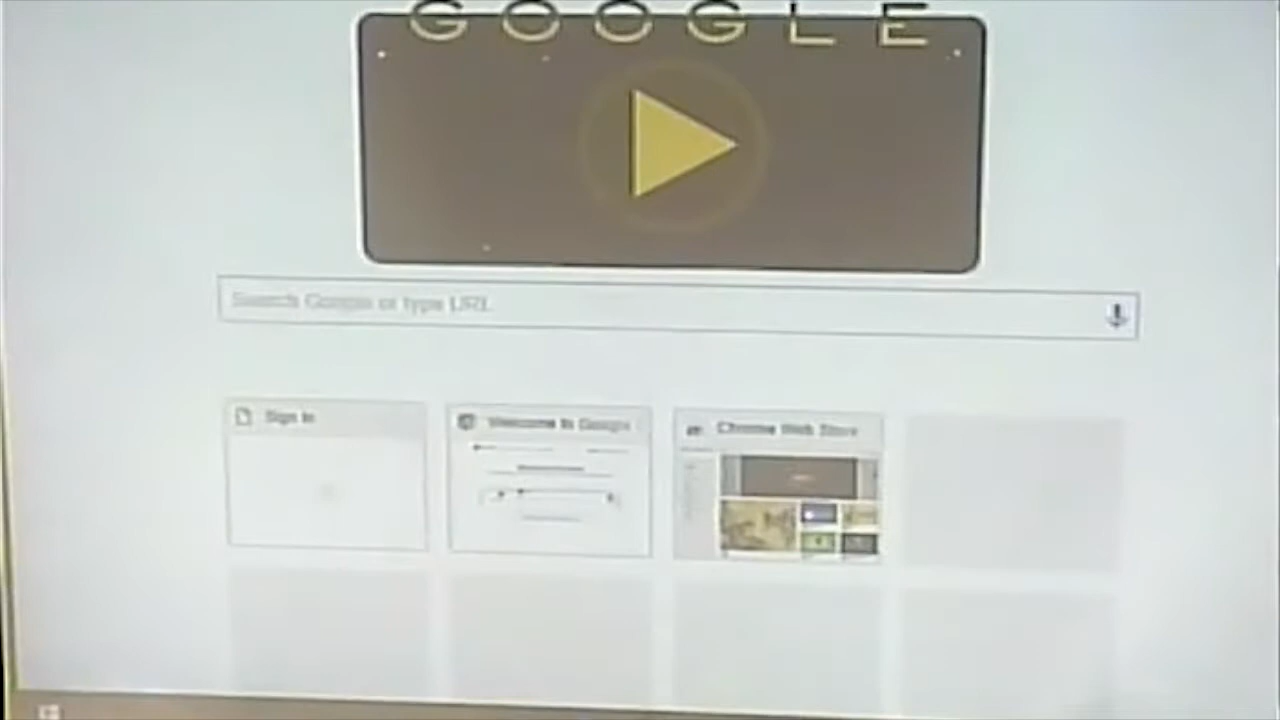 GOOGLE
Search Google or type URL
Sign In
Welcome to Google
Chrome Web Store